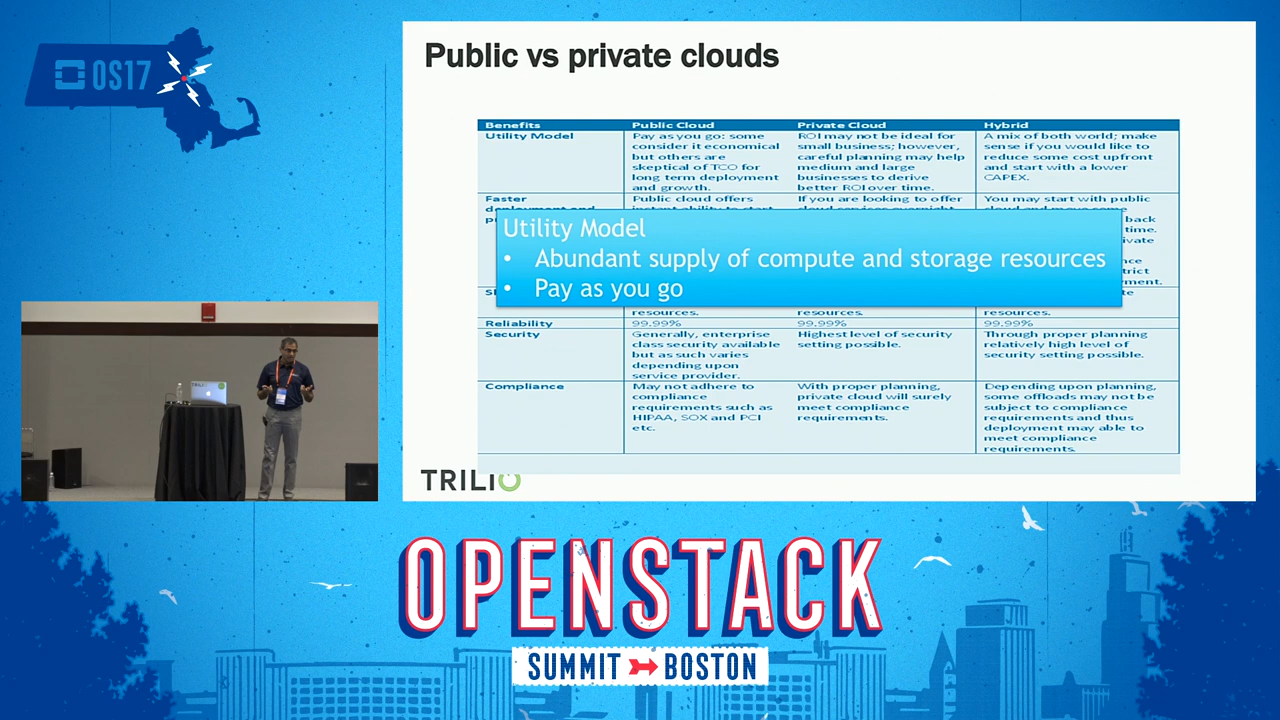 OS17
Public vs private clouds
Benefits
Public Cloud
Private Cloud
Hybrid
Utility Model
Pay as you go: some
consider it economical
but others are
skeptical of TCO for
long term deployment
and growth.
ROI may not be ideal for
small business; however,
careful planning may help
medium and large
businesses to derive
better ROI over time.
A mix of both world; make
sense if you would like to
reduce some cost upfront
and start with a lower
CAPEX.
Faster
Public cloud offers
If you are looking to offer
You may start with public
back
time.
Utility Model
• Abundant supply of compute and storage resources
• Pay as you go
resources.
resources.
resources.
Reliability
99.99%
99.99%
99.99%
Security
Generally, enterprise
class security available
but as such varies
depending upon
service provider.
Highest level of security
setting possible.
Through proper planning
relatively high level of
security setting possible.
Compliance
May not adhere to
compliance
requirements such as
HIPAA, SOX and PCI
etc.
With proper planning,
private cloud will surely
meet compliance
requirements.
Depending upon planning,
some offloads may not be
subject to compliance
requirements and thus
deployment may able to
meet compliance
requirements.
TRILIO
TRILIO
OPENSTACK
SUMMIT BOSTON